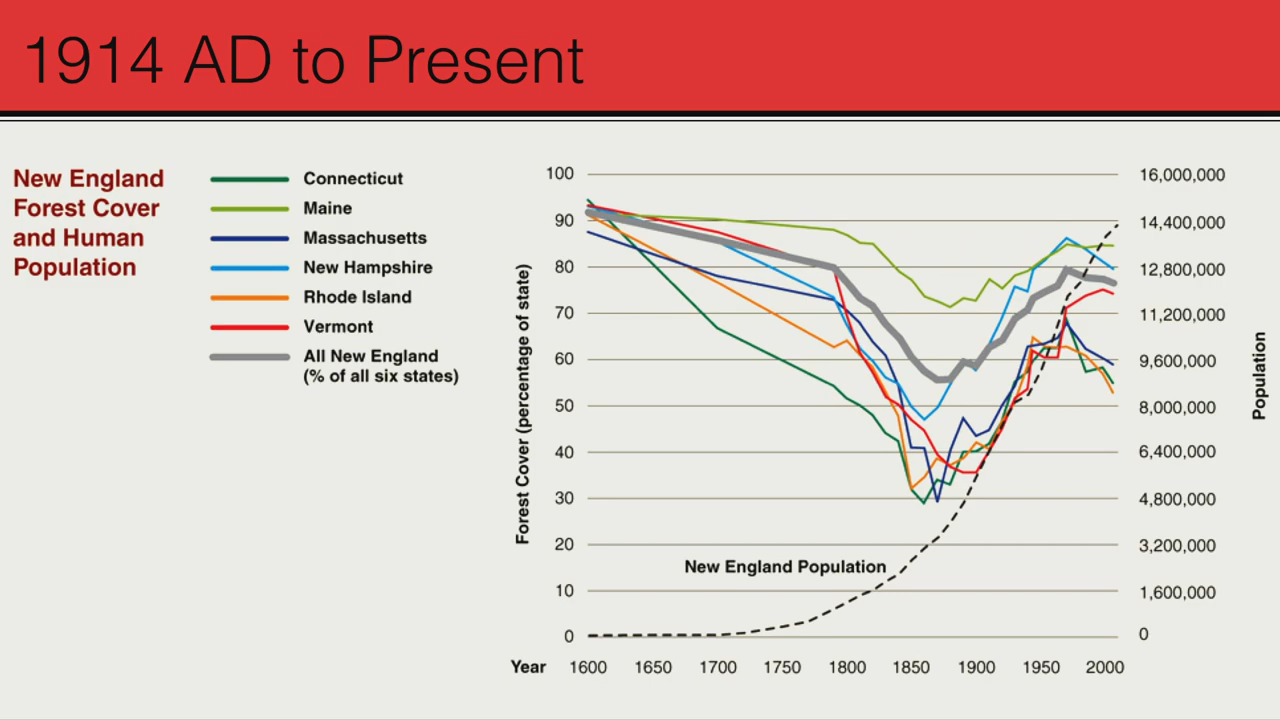 1914 AD to Present
New England
Forest Cover
and Human
Population
Connecticut
Maine
Massachusetts
New Hampshire
Rhode Island
Vermont
All New England
(% of all six states)
Forest Cover (percentage of state)
100
90
80
70
60
50
40
30
20
10
0
New England Population
16,000,000
14,400,000
12,800,000
11,200,000
9,600,000
8,000,000
6,400,000
4,800,000
3,200,000
1,600,000
0
Population
Year 1600 1650 1700 1750 1800 1850 1900 1950 2000